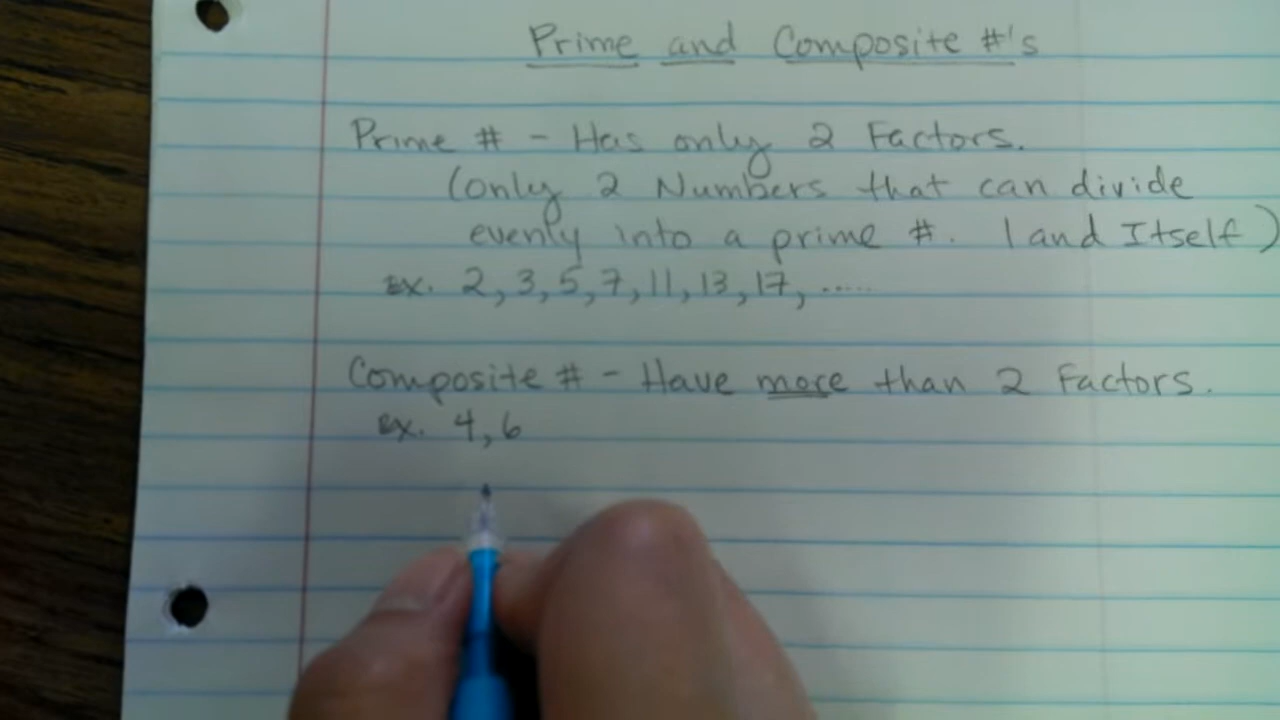 Prime and Composite #'s
Prime # - Has only 2 Factors.
(only 2 Numbers that can divide
evenly into a prime #. 1 and Itself)
Ex. 2, 3, 5, 7, 11, 13, 17, .....
Composite # - Have more than 2 Factors.
Ex. 4, 6